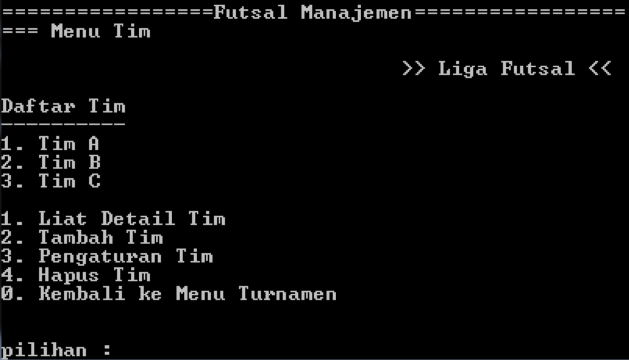 =================Futsal Manajemen=================
=== Menu Tim
>> Liga Futsal <<
Daftar Tim
----------
1. Tim A
2. Tim B
3. Tim C
1. Liat Detail Tim
2. Tambah Tim
3. Pengaturan Tim
4. Hapus Tim
0. Kembali ke Menu Turnamen
pilihan :